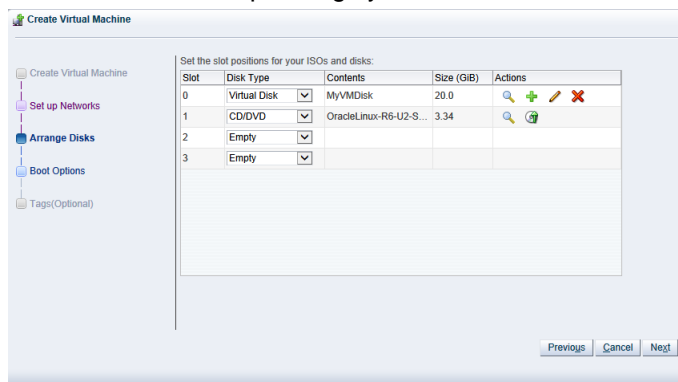 Create Virtual Machine
Create Virtual Machine
Set up Networks
Arrange Disks
Boot Options
Tags(Optional)
Set the slot positions for your ISOs and disks:
Slot Disk Type Contents Size (GiB) Actions
0 Virtual Disk MyVMDisk 20.0
1 CD/DVD OracleLinux-R6-U2-S... 3.34
2 Empty
3 Empty
Previous Cancel Next